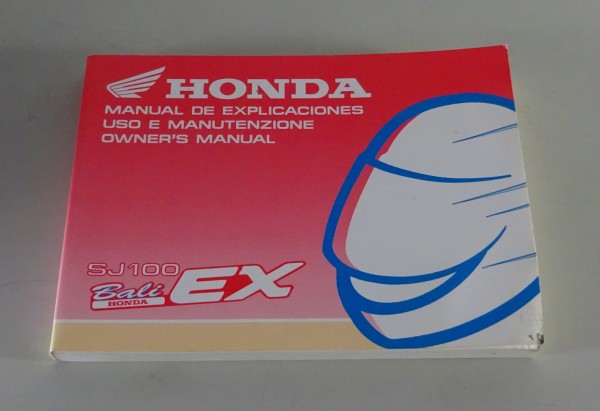 HONDA
MANUAL DE EXPLICACIONES
USO E MANUTENZIONE
OWNER'S MANUAL
SJ100
Bali EX
HONDA